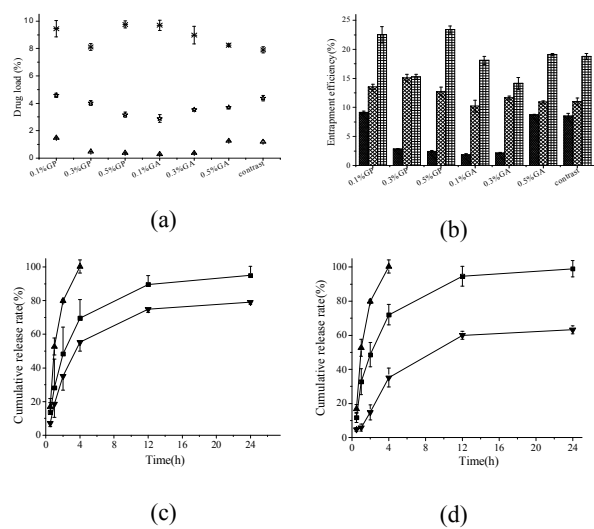 10
8
6
4
2
0
Drug load (%)
0.1%GP
0.3%GP
0.5%GP
0.1%GA
0.3%GA
0.5%GA
contrast
(a)
25
20
15
10
5
0
Entrapment efficiency(%)
0.1%GP
0.3%GP
0.5%GP
0.1%GA
0.3%GA
0.5%GA
contrast
(b)
100
80
60
40
20
0
Cumulative release rate(%)
0 4 8 12 16 20 24
Time(h)
(c)
100
80
60
40
20
0
Cumulative release rate(%)
0 4 8 12 16 20 24
Time(h)
(d)